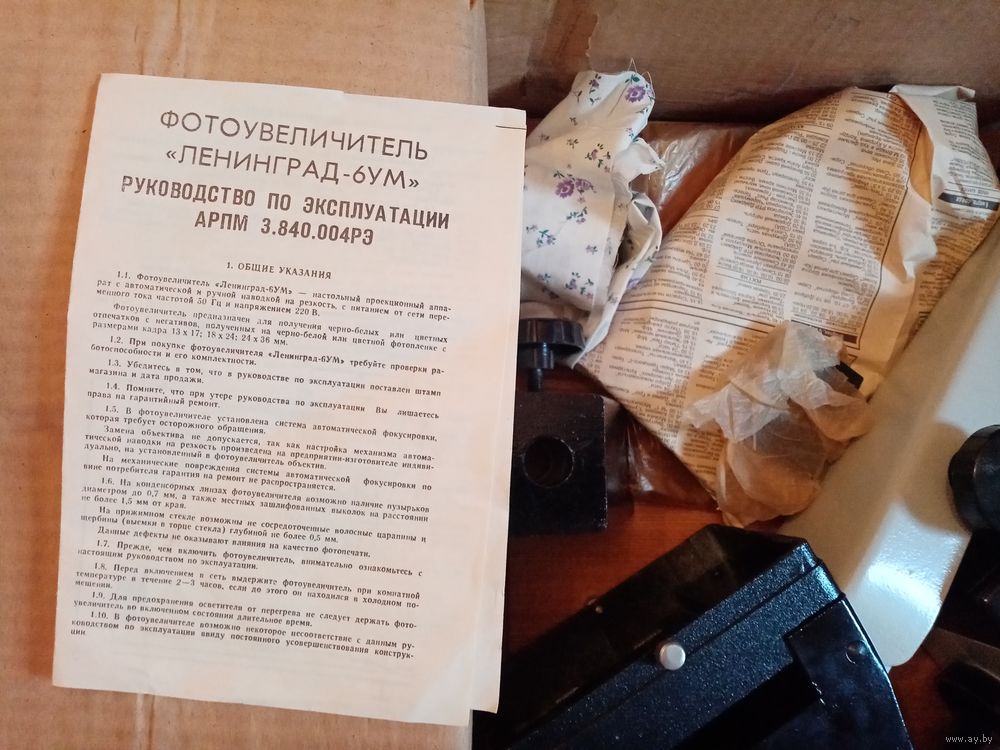 ФОТОУВЕЛИЧИТЕЛЬ
«ЛЕНИНГРАД-6УМ»
РУКОВОДСТВО ПО ЭКСПЛУАТАЦИИ
АРПМ 3.840.004РЭ
1. ОБЩИЕ УКАЗАНИЯ
1.1. Фотоувеличитель «Ленинград-6УМ» — настольный проекционный аппа-
рат с автоматической и ручной наводкой на резкость, с питанием от сети пере-
менного тока частотой 50 Гц и напряжением 220 В.
Фотоувеличитель предназначен для получения черно-белых или цветных
отпечатков с негативов, полученных на черно-белой или цветной фотопленке с
размерами кадра 13 х 17; 18 х 24; 24 х 36 мм.
1.2. При покупке фотоувеличителя «Ленинград-6УМ» требуйте проверки ра-
ботоспособности и его комплектности.
1.3. Убедитесь в том, что в руководстве по эксплуатации поставлен штамп
магазина и дата продажи.
1.4. Помните, что при утере руководства по эксплуатации Вы лишаетесь
права на гарантийный ремонт.
1.5. В фотоувеличителе установлена система автоматической фокусировки,
которая требует осторожного обращения.
Замена объектива не допускается, так как настройка механизма автома-
тической наводки на резкость произведена на предприятии-изготовителе индиви-
дуально, на установленный в фотоувеличитель объектив.
На механические повреждения системы автоматической фокусировки по
вине потребителя гарантия на ремонт не распространяется.
1.6. На конденсорных линзах фотоувеличителя возможно наличие пузырьков
диаметром до 0,7 мм, а также местных зашлифованных выколок на расстоянии
не более 1,5 мм от края.
На прижимном стекле возможны не сосредоточенные волосные царапины и
щербины (выемки в торце стекла) глубиной не более 0,5 мм.
Данные дефекты не оказывают влияния на качество фотопечати.
1.7. Прежде, чем включить фотоувеличитель, внимательно ознакомьтесь с
настоящим руководством по эксплуатации.
1.8. Перед включением в сеть выдержите фотоувеличитель при комнатной
температуре в течение 2—3 часов, если до этого он находился в холодном по-
мещении.
1.9. Для предохранения осветителя от перегрева не следует держать фото-
увеличитель во включенном состоянии длительное время.
1.10. В фотоувеличителе возможно некоторое несоответствие с данным ру-
ководством по эксплуатации ввиду постоянного усовершенствования конструк-
ции
www.ay.by